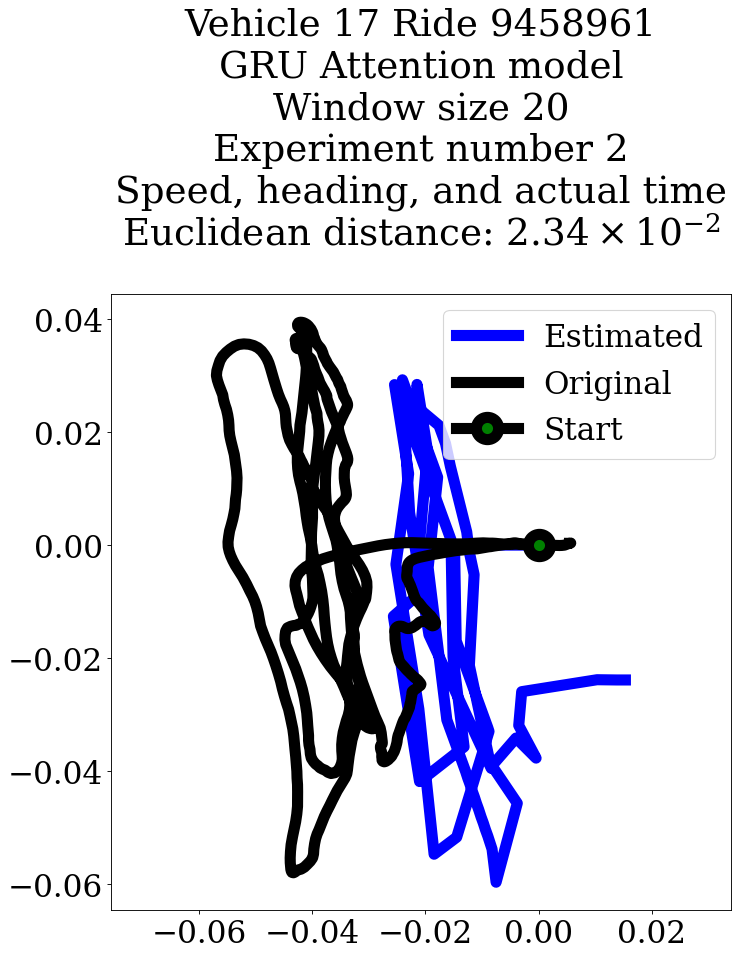 Vehicle 17 Ride 9458961
GRU Attention model
Window size 20
Experiment number 2
Speed, heading, and actual time
Euclidean distance: 2.34 × 10⁻²
Estimated
Original
Start
0.04
0.02
0.00
−0.02
−0.04
−0.06
−0.06 −0.04 −0.02 0.00 0.02